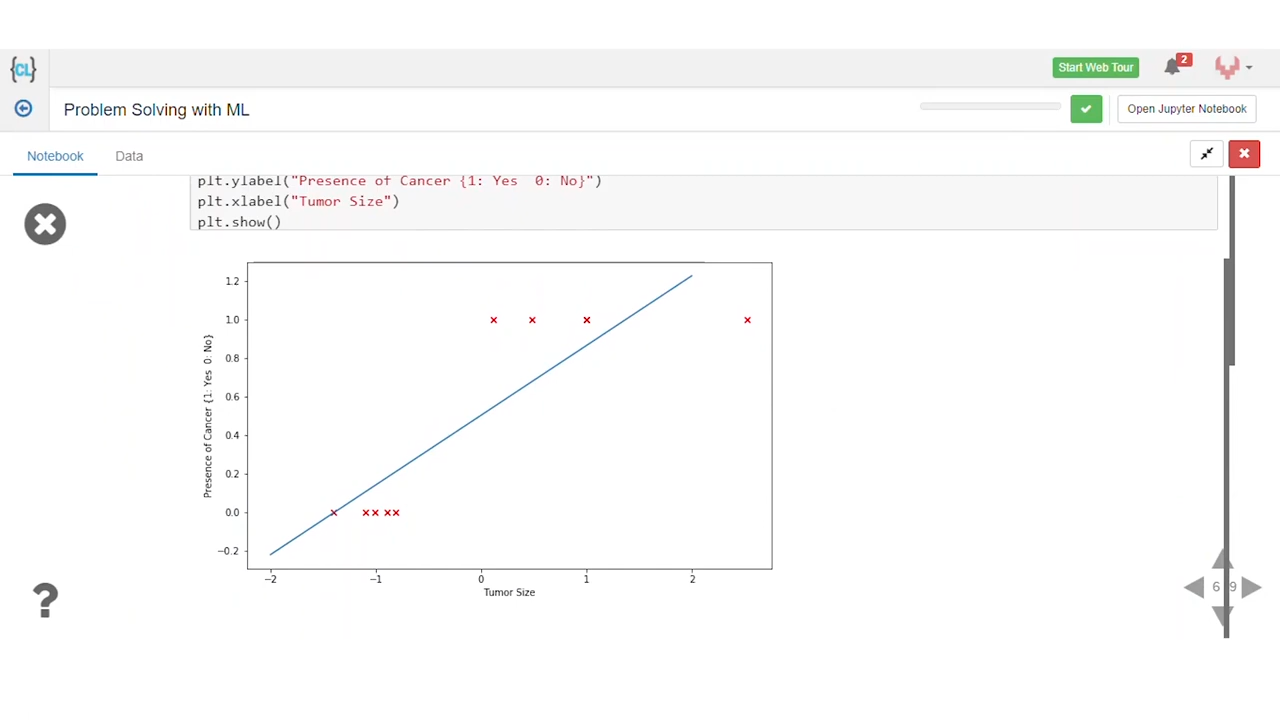 {CL}
Start Web Tour
2
Problem Solving with ML
Open Jupyter Notebook
Notebook
Data
plt.ylabel("Presence of Cancer {1: Yes  0: No}")
plt.xlabel("Tumor Size")
plt.show()
1.2
1.0
0.8
0.6
0.4
0.2
0.0
−0.2
Presence of Cancer {1: Yes  0: No}
−2
−1
0
1
2
Tumor Size
?
6
9